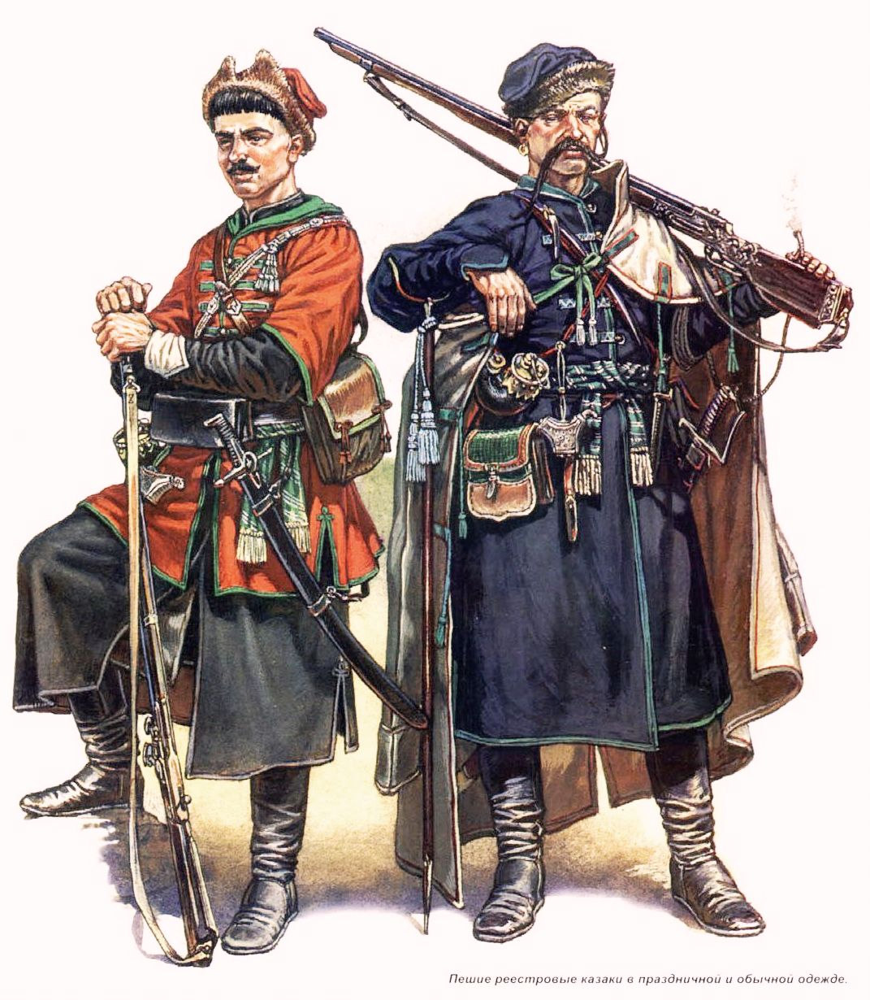 Пешие реестровые казаки в праздничной и обычной одежде.